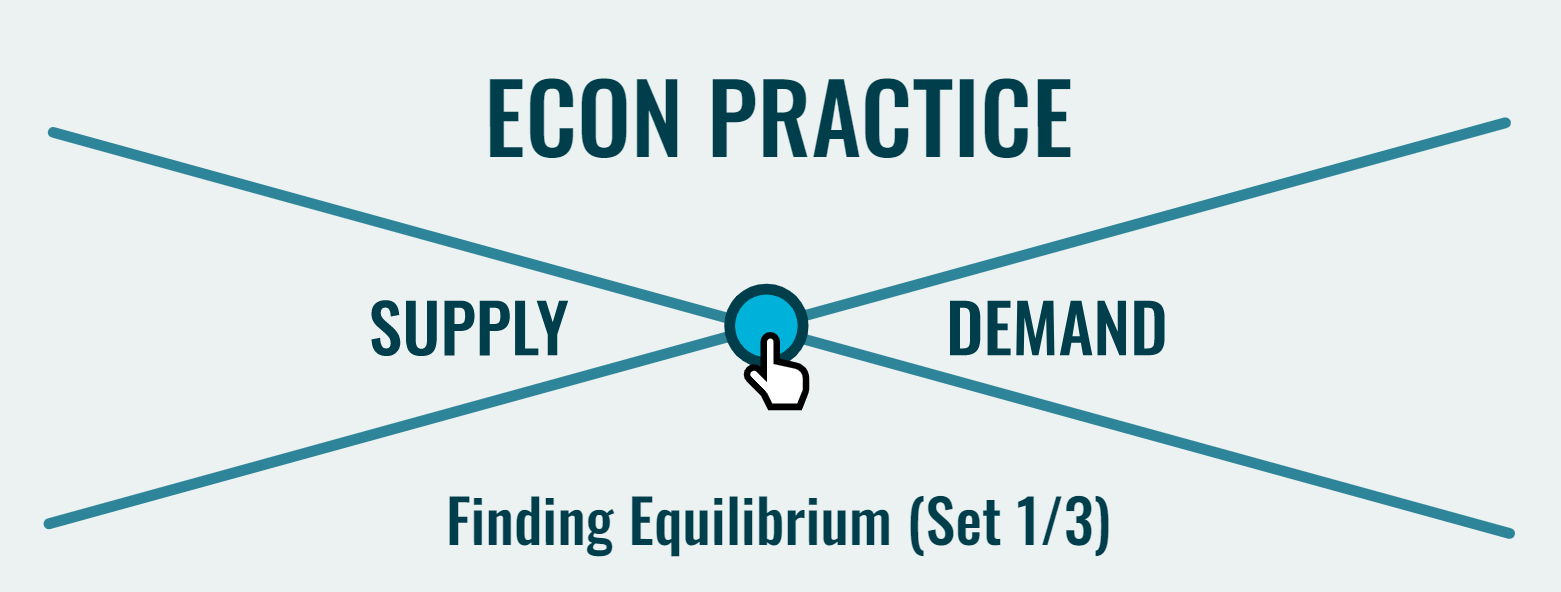 ECON PRACTICE
SUPPLY
DEMAND
Finding Equilibrium (Set 1/3)